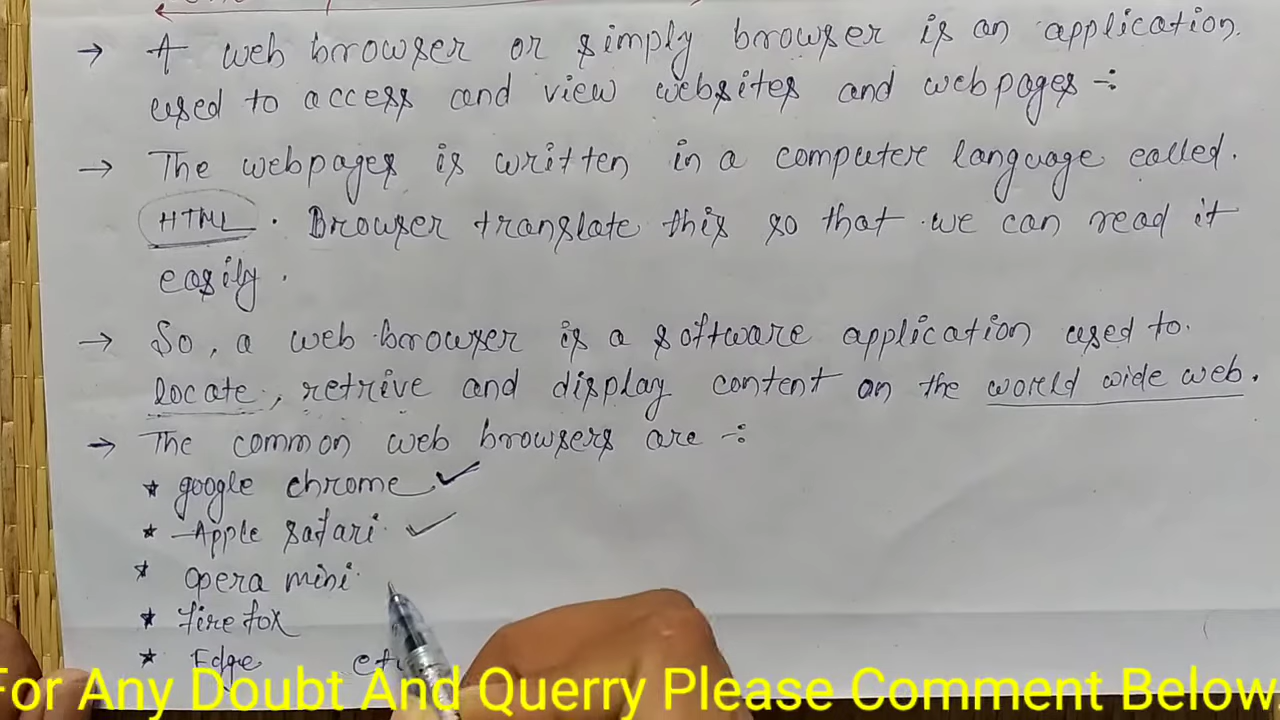 → A web browser or simply browser is an application.
used to access and view websites and webpages :-
→ The webpages is written in a computer language called.
HTML . Browser translate this so that we can read it
easily .
→ So, a web browser is a software application used to.
locate , retrive and display content on the world wide web.
→ The common web browsers are :-
* google chrome ✓
* Apple safari ✓
* opera mini
* firefox
* Edge etc
For Any Doubt And Querry Please Comment Below.